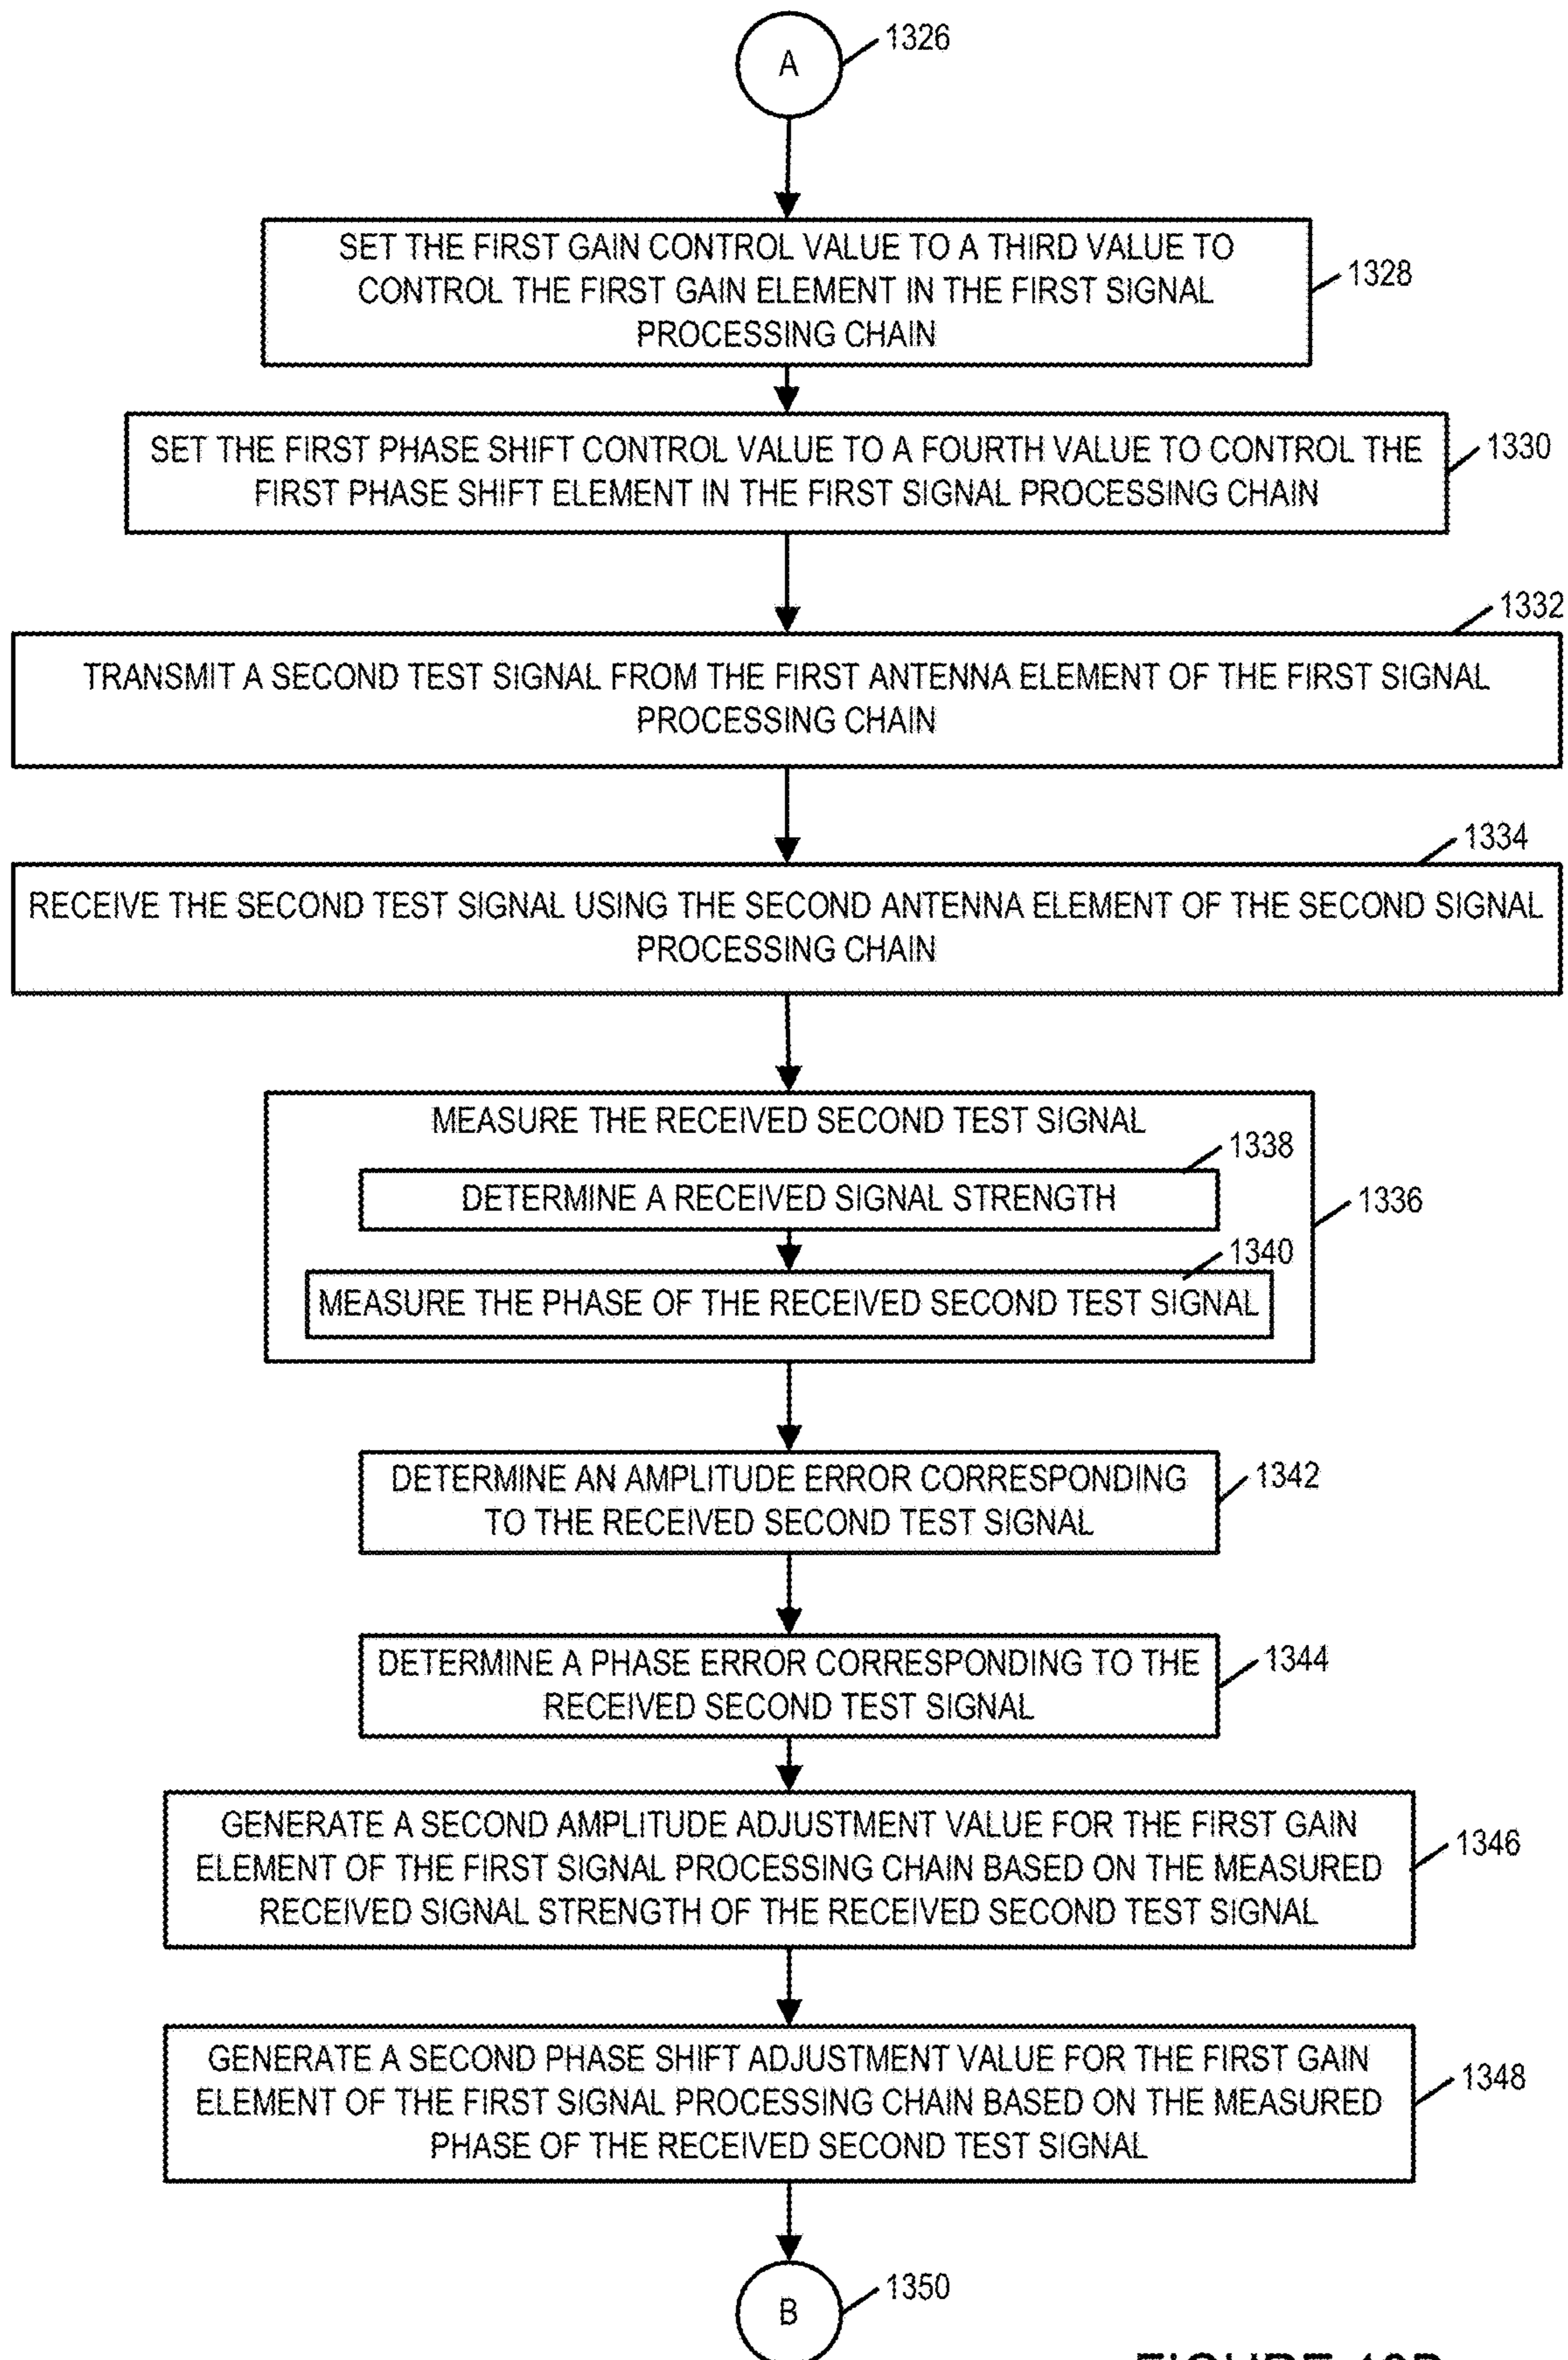 A
1326
SET THE FIRST GAIN CONTROL VALUE TO A THIRD VALUE TO
CONTROL THE FIRST GAIN ELEMENT IN THE FIRST SIGNAL
PROCESSING CHAIN
1328
SET THE FIRST PHASE SHIFT CONTROL VALUE TO A FOURTH VALUE TO CONTROL THE
FIRST PHASE SHIFT ELEMENT IN THE FIRST SIGNAL PROCESSING CHAIN
1330
1332
TRANSMIT A SECOND TEST SIGNAL FROM THE FIRST ANTENNA ELEMENT OF THE FIRST SIGNAL
PROCESSING CHAIN
1334
RECEIVE THE SECOND TEST SIGNAL USING THE SECOND ANTENNA ELEMENT OF THE SECOND SIGNAL
PROCESSING CHAIN
MEASURE THE RECEIVED SECOND TEST SIGNAL
1338
DETERMINE A RECEIVED SIGNAL STRENGTH
1336
1340
MEASURE THE PHASE OF THE RECEIVED SECOND TEST SIGNAL
DETERMINE AN AMPLITUDE ERROR CORRESPONDING
TO THE RECEIVED SECOND TEST SIGNAL
1342
DETERMINE A PHASE ERROR CORRESPONDING TO THE
RECEIVED SECOND TEST SIGNAL
1344
GENERATE A SECOND AMPLITUDE ADJUSTMENT VALUE FOR THE FIRST GAIN
ELEMENT OF THE FIRST SIGNAL PROCESSING CHAIN BASED ON THE MEASURED
RECEIVED SIGNAL STRENGTH OF THE RECEIVED SECOND TEST SIGNAL
1346
GENERATE A SECOND PHASE SHIFT ADJUSTMENT VALUE FOR THE FIRST GAIN
ELEMENT OF THE FIRST SIGNAL PROCESSING CHAIN BASED ON THE MEASURED
PHASE OF THE RECEIVED SECOND TEST SIGNAL
1348
B
1350